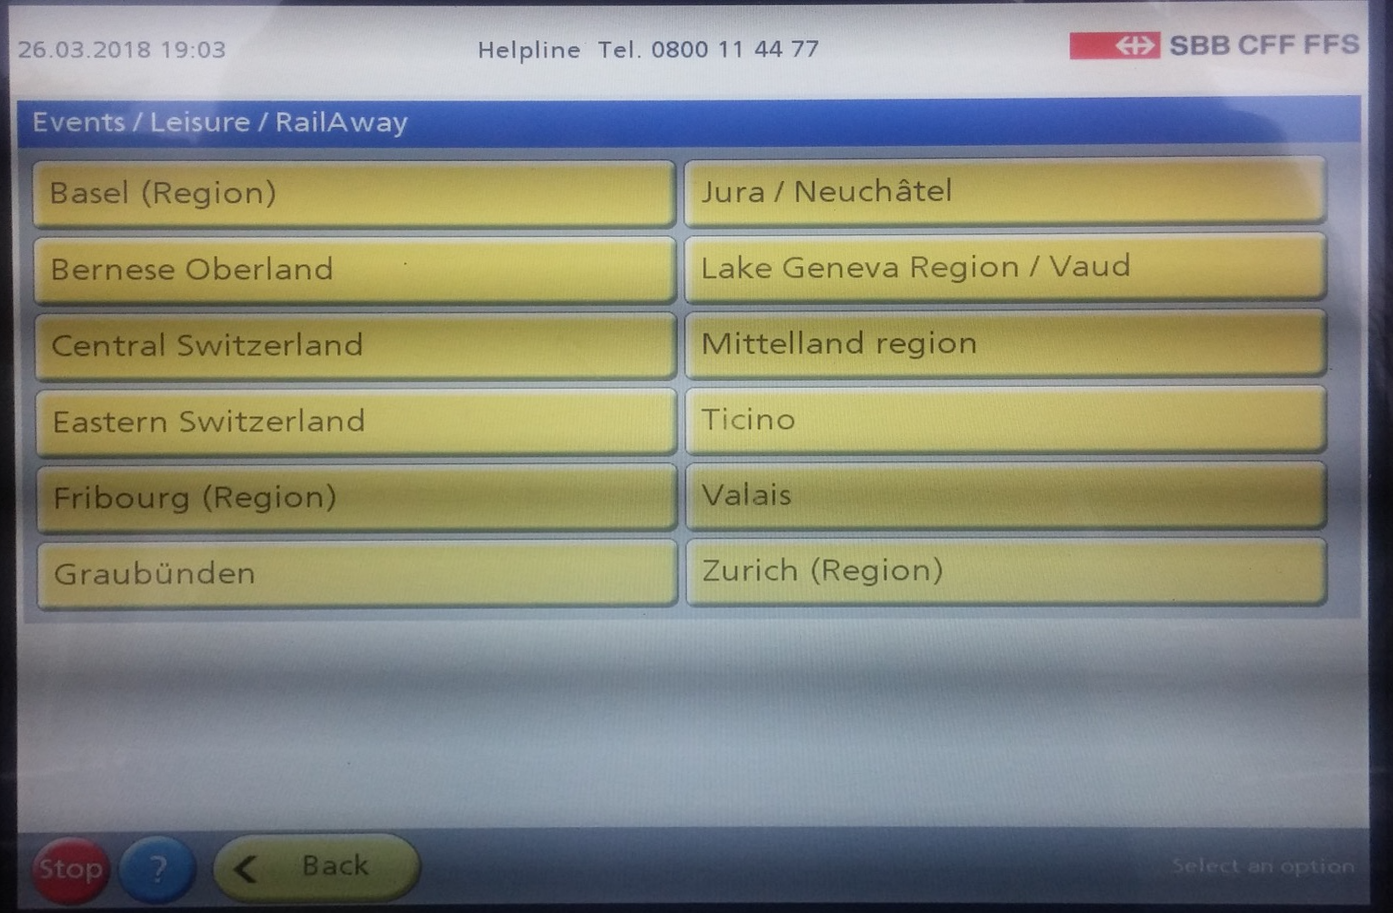 26.03.2018 19:03
Helpline Tel. 0800 11 44 77
SBB CFF FFS
Events / Leisure / RailAway
Basel (Region)
Jura / Neuchâtel
Bernese Oberland
Lake Geneva Region / Vaud
Central Switzerland
Mittelland region
Eastern Switzerland
Ticino
Fribourg (Region)
Valais
Graubünden
Zurich (Region)
Stop
?
Back
Select an option